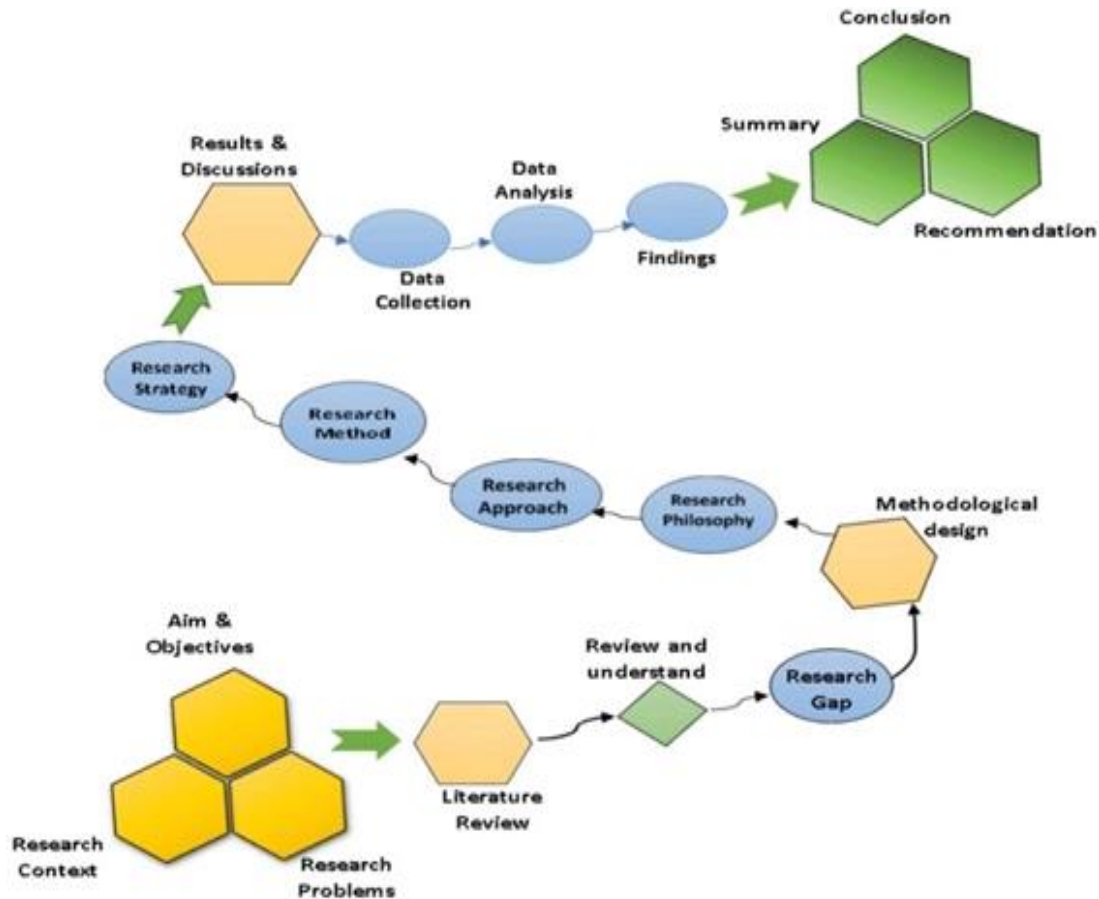 Conclusion
Summary
Recommendation
Results &
Discussions
Data
Collection
Data
Analysis
Findings
Research
Strategy
Research
Method
Research
Approach
Research
Philosophy
Methodological
design
Aim &
Objectives
Research
Context
Research
Problems
Literature
Review
Review and
understand
Research
Gap